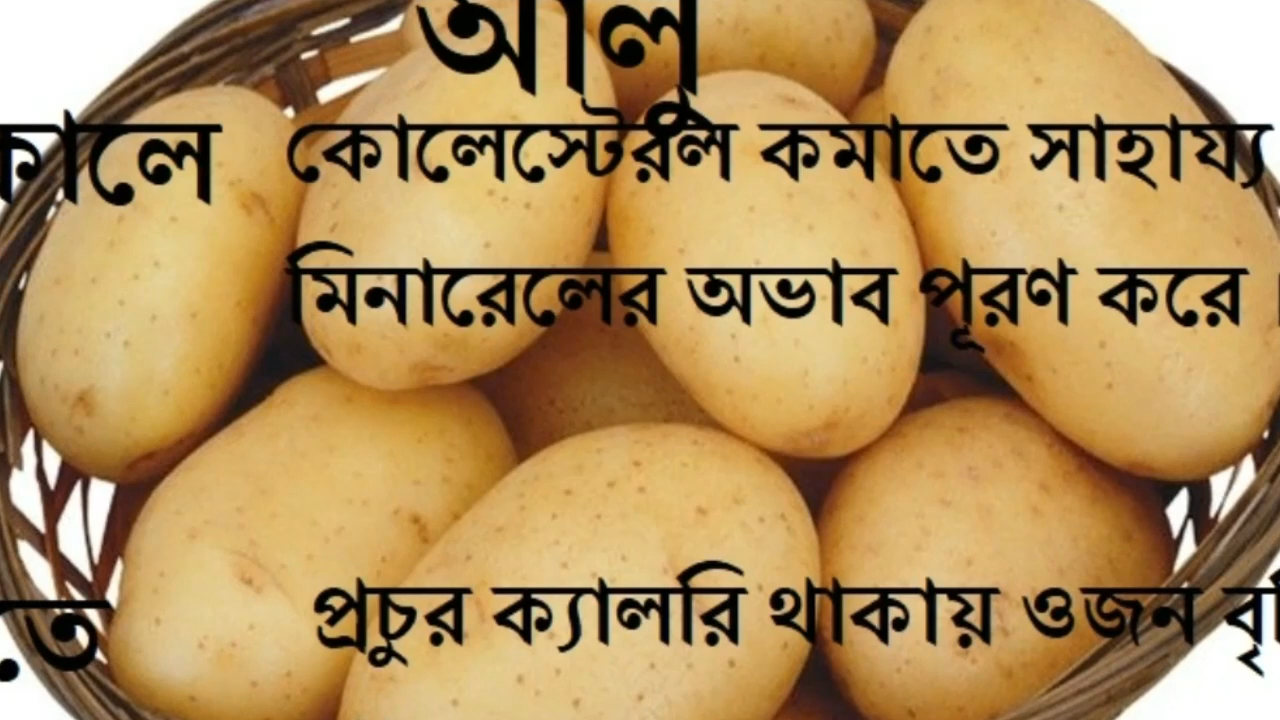 আলু
কোলেস্টেরল কমাতে সাহায্য
মিনারেলের অভাব পূরণ করে
প্রচুর ক্যালরি থাকায় ওজন